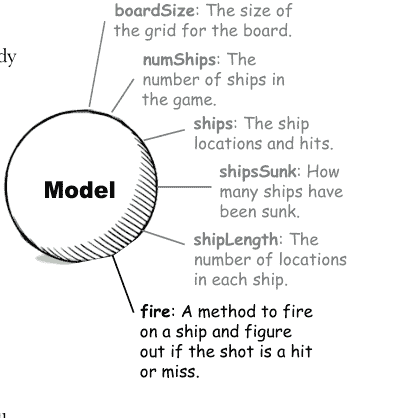 boardSize: The size of
the grid for the board.
dy
numShips: The
number of ships in
the game.
ships: The ship
locations and hits.
Model
shipsSunk: How
many ships have
been sunk.
shipLength: The
number of locations
in each ship.
fire: A method to fire
on a ship and figure
out if the shot is a hit
or miss.